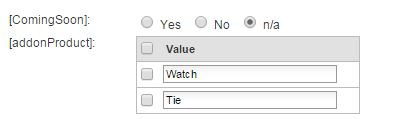 [ComingSoon]: Yes No n/a
[addonProduct]:
Value
Watch
Tie